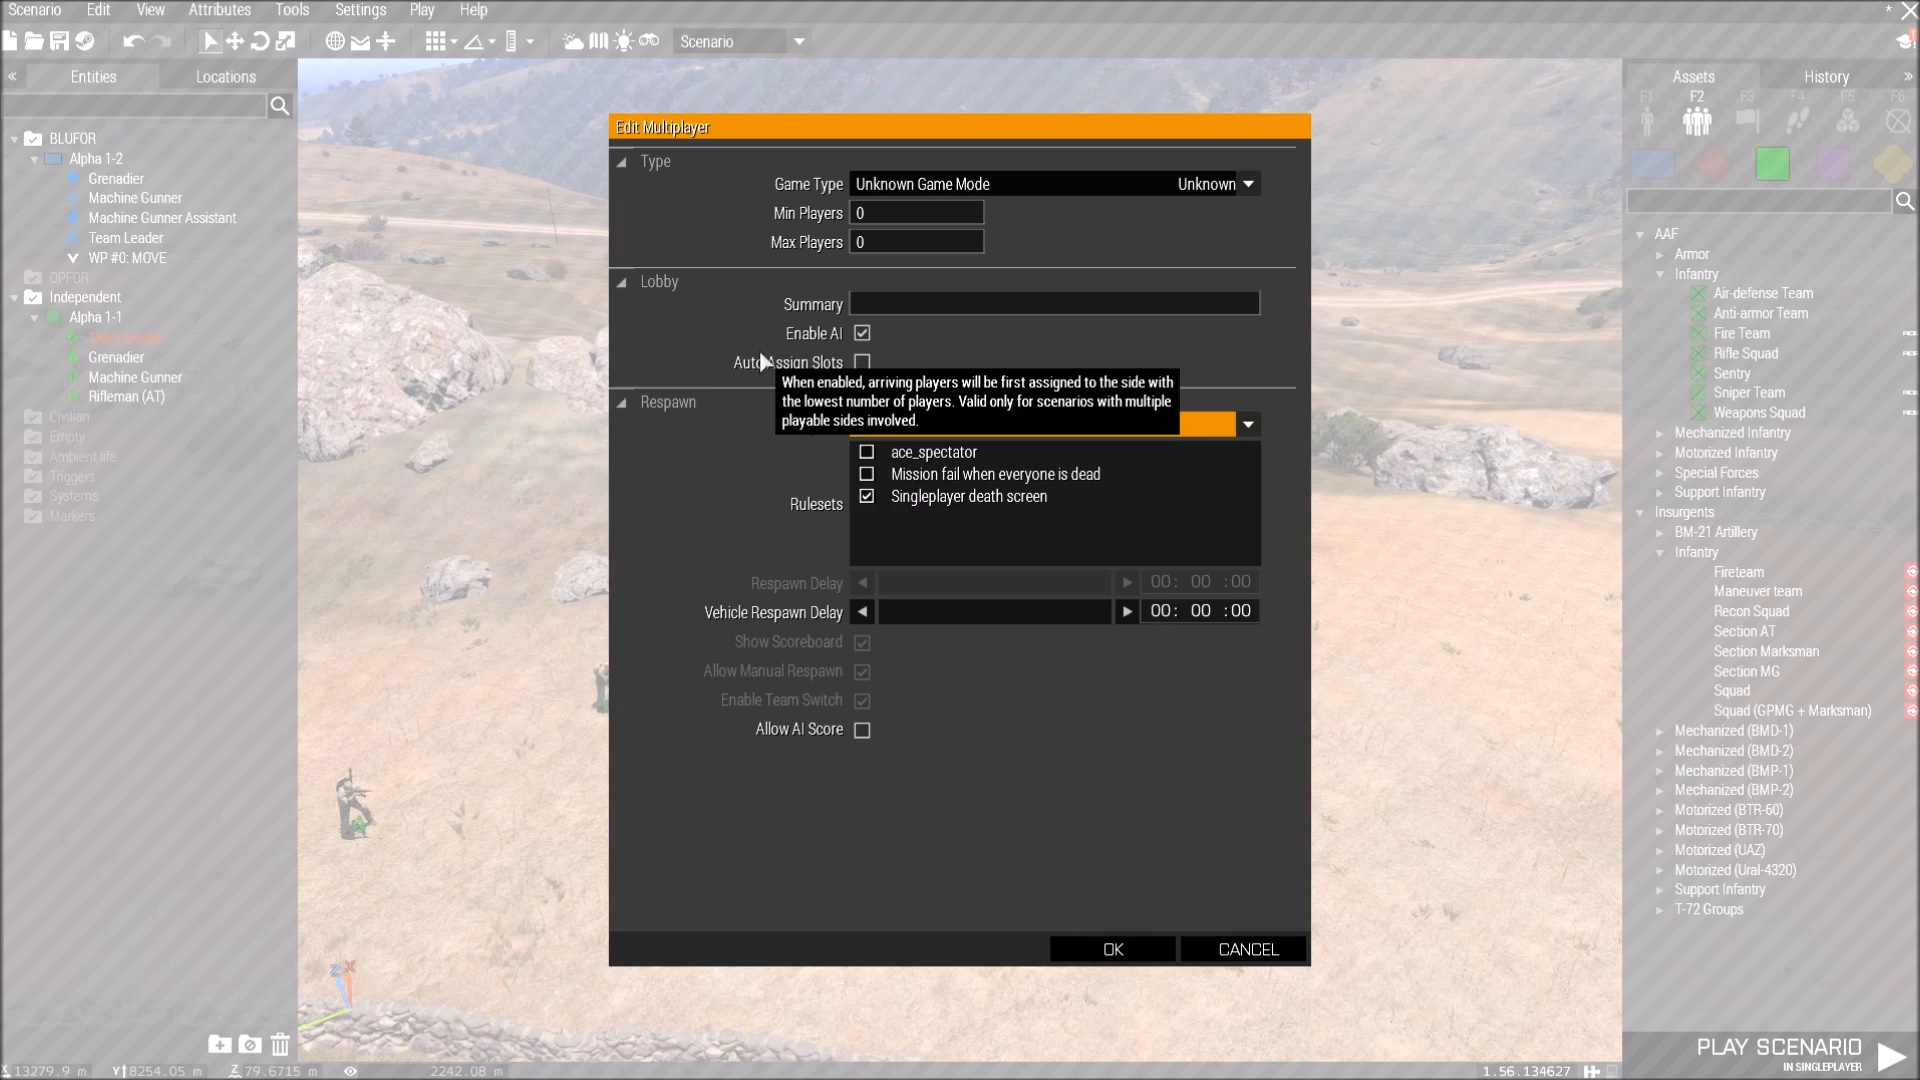 Scenario Edit View Attributes Tools Settings Play Help
*
Scenario
Entities Locations
BLUFOR
Alpha 1-2
Grenadier
Machine Gunner
Machine Gunner Assistant
Team Leader
WP #0: MOVE
OPFOR
Independent
Alpha 1-1
Grenadier
Machine Gunner
Rifleman (AT)
Civilian
Empty
Ambient life
Triggers
Systems
Markers
Edit Multiplayer
Type
Game Type Unknown Game Mode Unknown
Min Players 0
Max Players 0
Lobby
Summary
Enable AI
Auto Assign Slots
When enabled, arriving players will be first assigned to the side with
the lowest number of players. Valid only for scenarios with multiple
playable sides involved.
Respawn
ace_spectator
Mission fail when everyone is dead
Singleplayer death screen
Rulesets
Respawn Delay 00: 00 :00
Vehicle Respawn Delay 00: 00 :00
Show Scoreboard
Allow Manual Respawn
Enable Team Switch
Allow AI Score
OK CANCEL
Assets History
F1 F2 F3 F4 F5 F6
AAF
Armor
Infantry
Air-defense Team
Anti-armor Team
Fire Team
Rifle Squad
Sentry
Sniper Team
Weapons Squad
Mechanized Infantry
Motorized Infantry
Special Forces
Support Infantry
Insurgents
BM-21 Artillery
Infantry
Fireteam
Maneuver team
Recon Squad
Section AT
Section Marksman
Section MG
Squad
Squad (GPMG + Marksman)
Mechanized (BMD-1)
Mechanized (BMD-2)
Mechanized (BMP-1)
Mechanized (BMP-2)
Motorized (BTR-60)
Motorized (BTR-70)
Motorized (UAZ)
Motorized (Ural-4320)
Support Infantry
T-72 Groups
PLAY SCENARIO
IN SINGLEPLAYER
Z X
X 13279.9 m Y 8254.05 m Z 79.6715 m 2242.08 m 1.56.134627